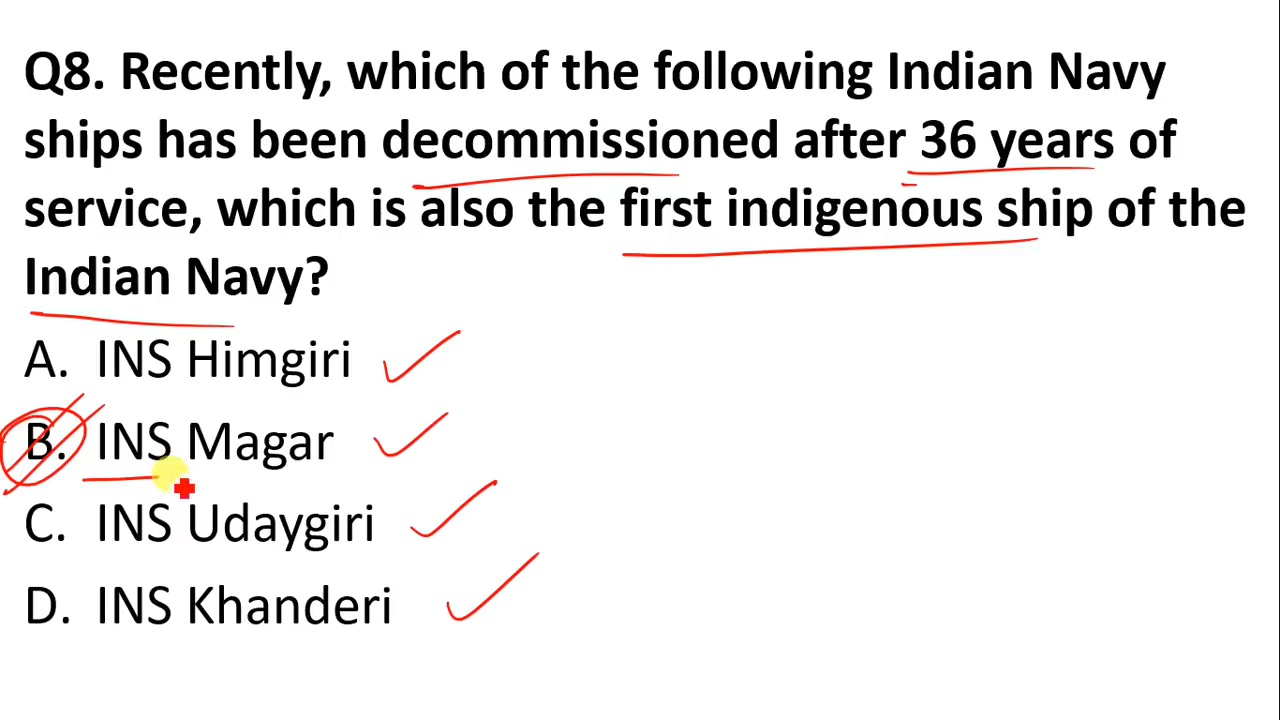 Q8. Recently, which of the following Indian Navy
ships has been decommissioned after 36 years of
service, which is also the first indigenous ship of the
Indian Navy?
A. INS Himgiri
B. INS Magar
C. INS Udaygiri
D. INS Khanderi